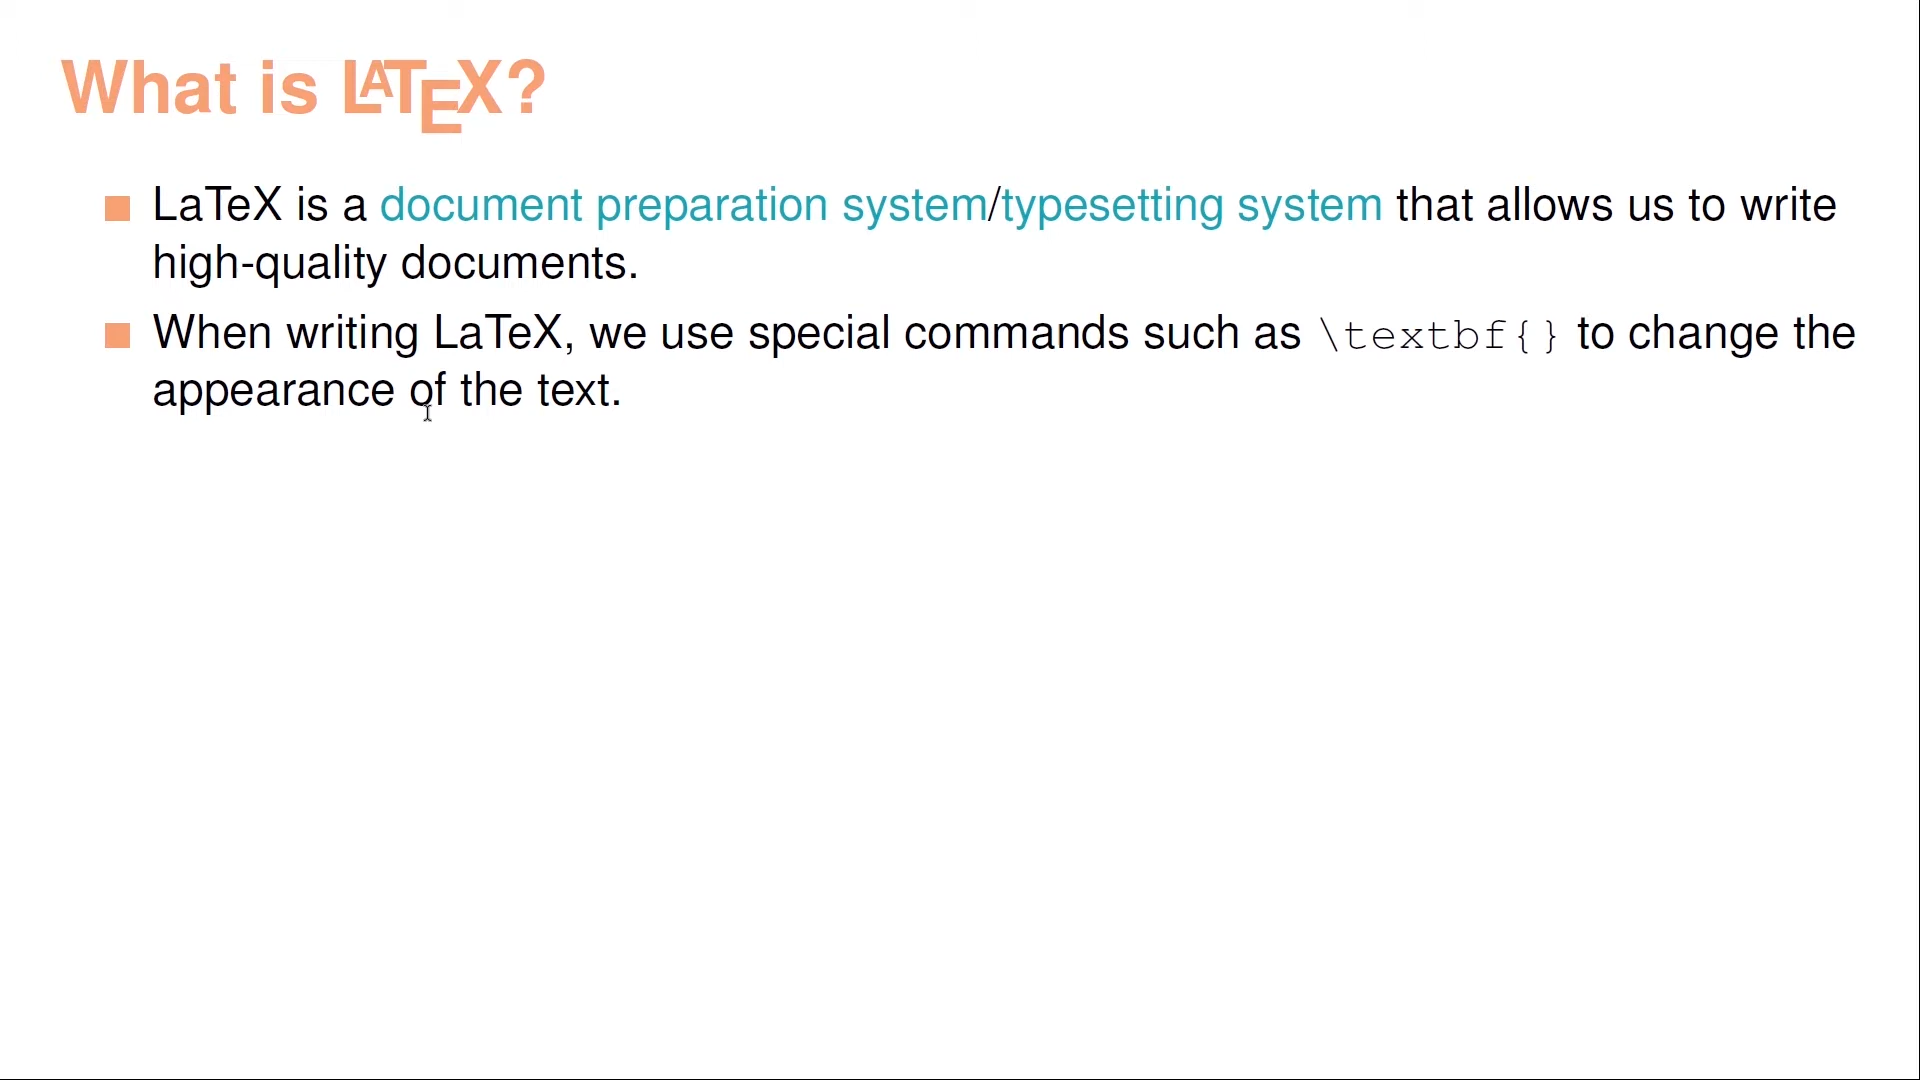 What is LATEX?
LaTeX is a document preparation system/typesetting system that allows us to write
high-quality documents.
When writing LaTeX, we use special commands such as \textbf{} to change the
appearance of the text.